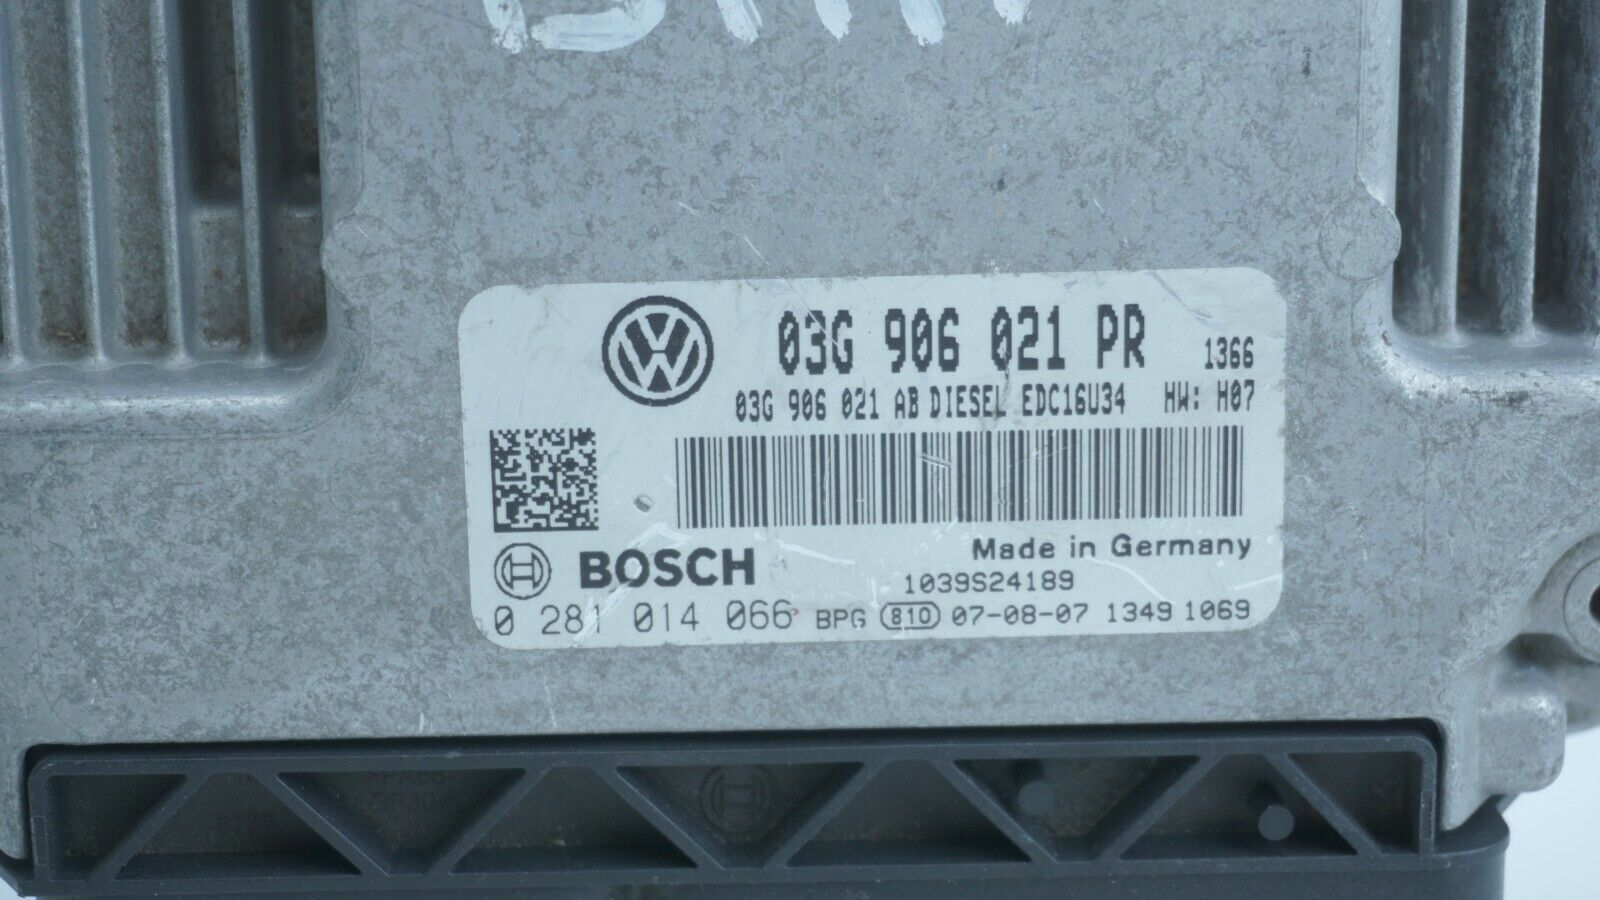 03G 906 021 PR 1366
03G 906 021 AB DIESEL EDC16U34 HW: H07
BOSCH
Made in Germany
1039S24189
0 281 014 066 BPG 810 07-08-07 1349 1069